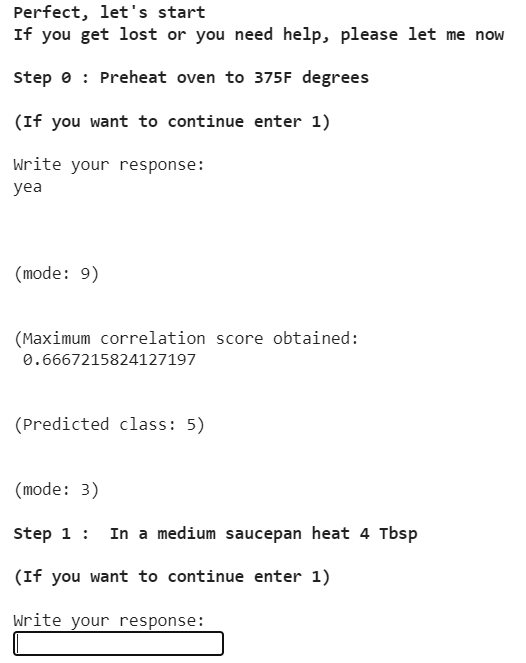 Perfect, let's start
If you get lost or you need help, please let me now
Step 0 : Preheat oven to 375F degrees
(If you want to continue enter 1)
Write your response:
yea
(mode: 9)
(Maximum correlation score obtained:
0.6667215824127197
(Predicted class: 5)
(mode: 3)
Step 1 :  In a medium saucepan heat 4 Tbsp
(If you want to continue enter 1)
Write your response: